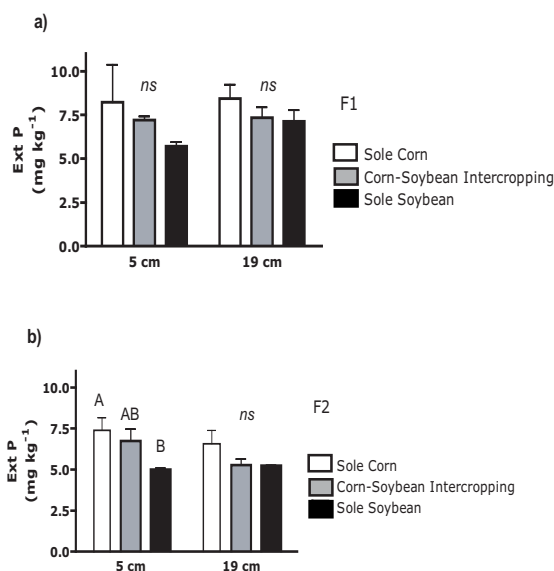 a)
10.0
7.5
5.0
2.5
0.0
Ext P
(mg kg⁻¹)
ns
ns
5 cm
19 cm
F1
Sole Corn
Corn-Soybean Intercropping
Sole Soybean
b)
10.0
7.5
5.0
2.5
0.0
Ext P
(mg kg⁻¹)
A
AB
B
ns
5 cm
19 cm
F2
Sole Corn
Corn-Soybean Intercropping
Sole Soybean